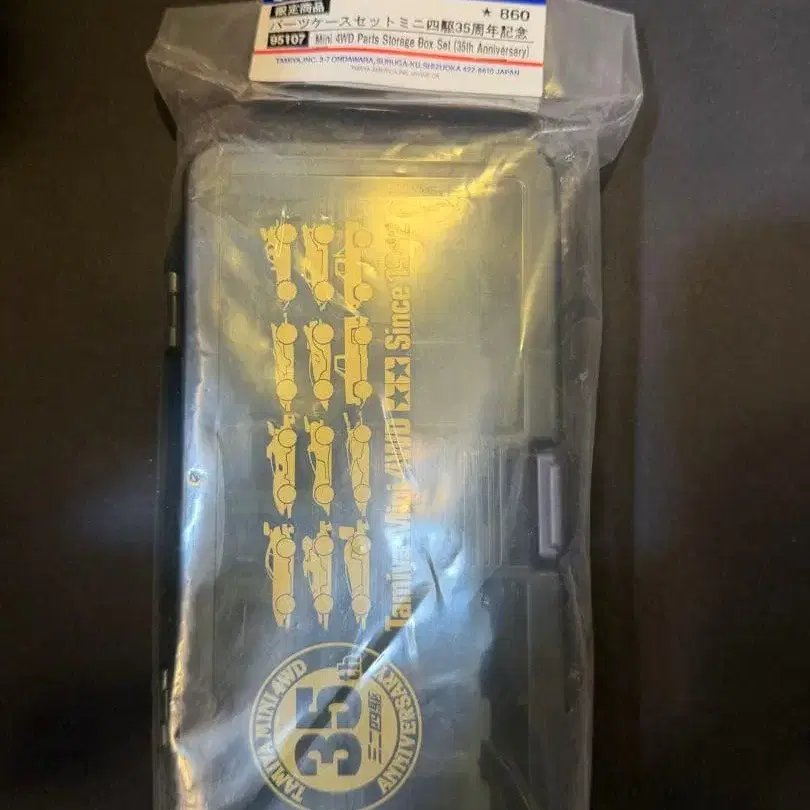 限定商品
★ 860
パーツケースセットミニ四駆35周年記念
95107 Mini 4WD Parts Storage Box Set (35th Anniversary)
TAMIYA, INC. 3-7 ONDAWARA, SURUGA-KU, SHIZUOKA 422-8610 JAPAN
Tamiya Mini 4WD ★★ Since 1982
TAMIYA MINI 4WD
35th
ミニ四駆
ANNIVERSARY